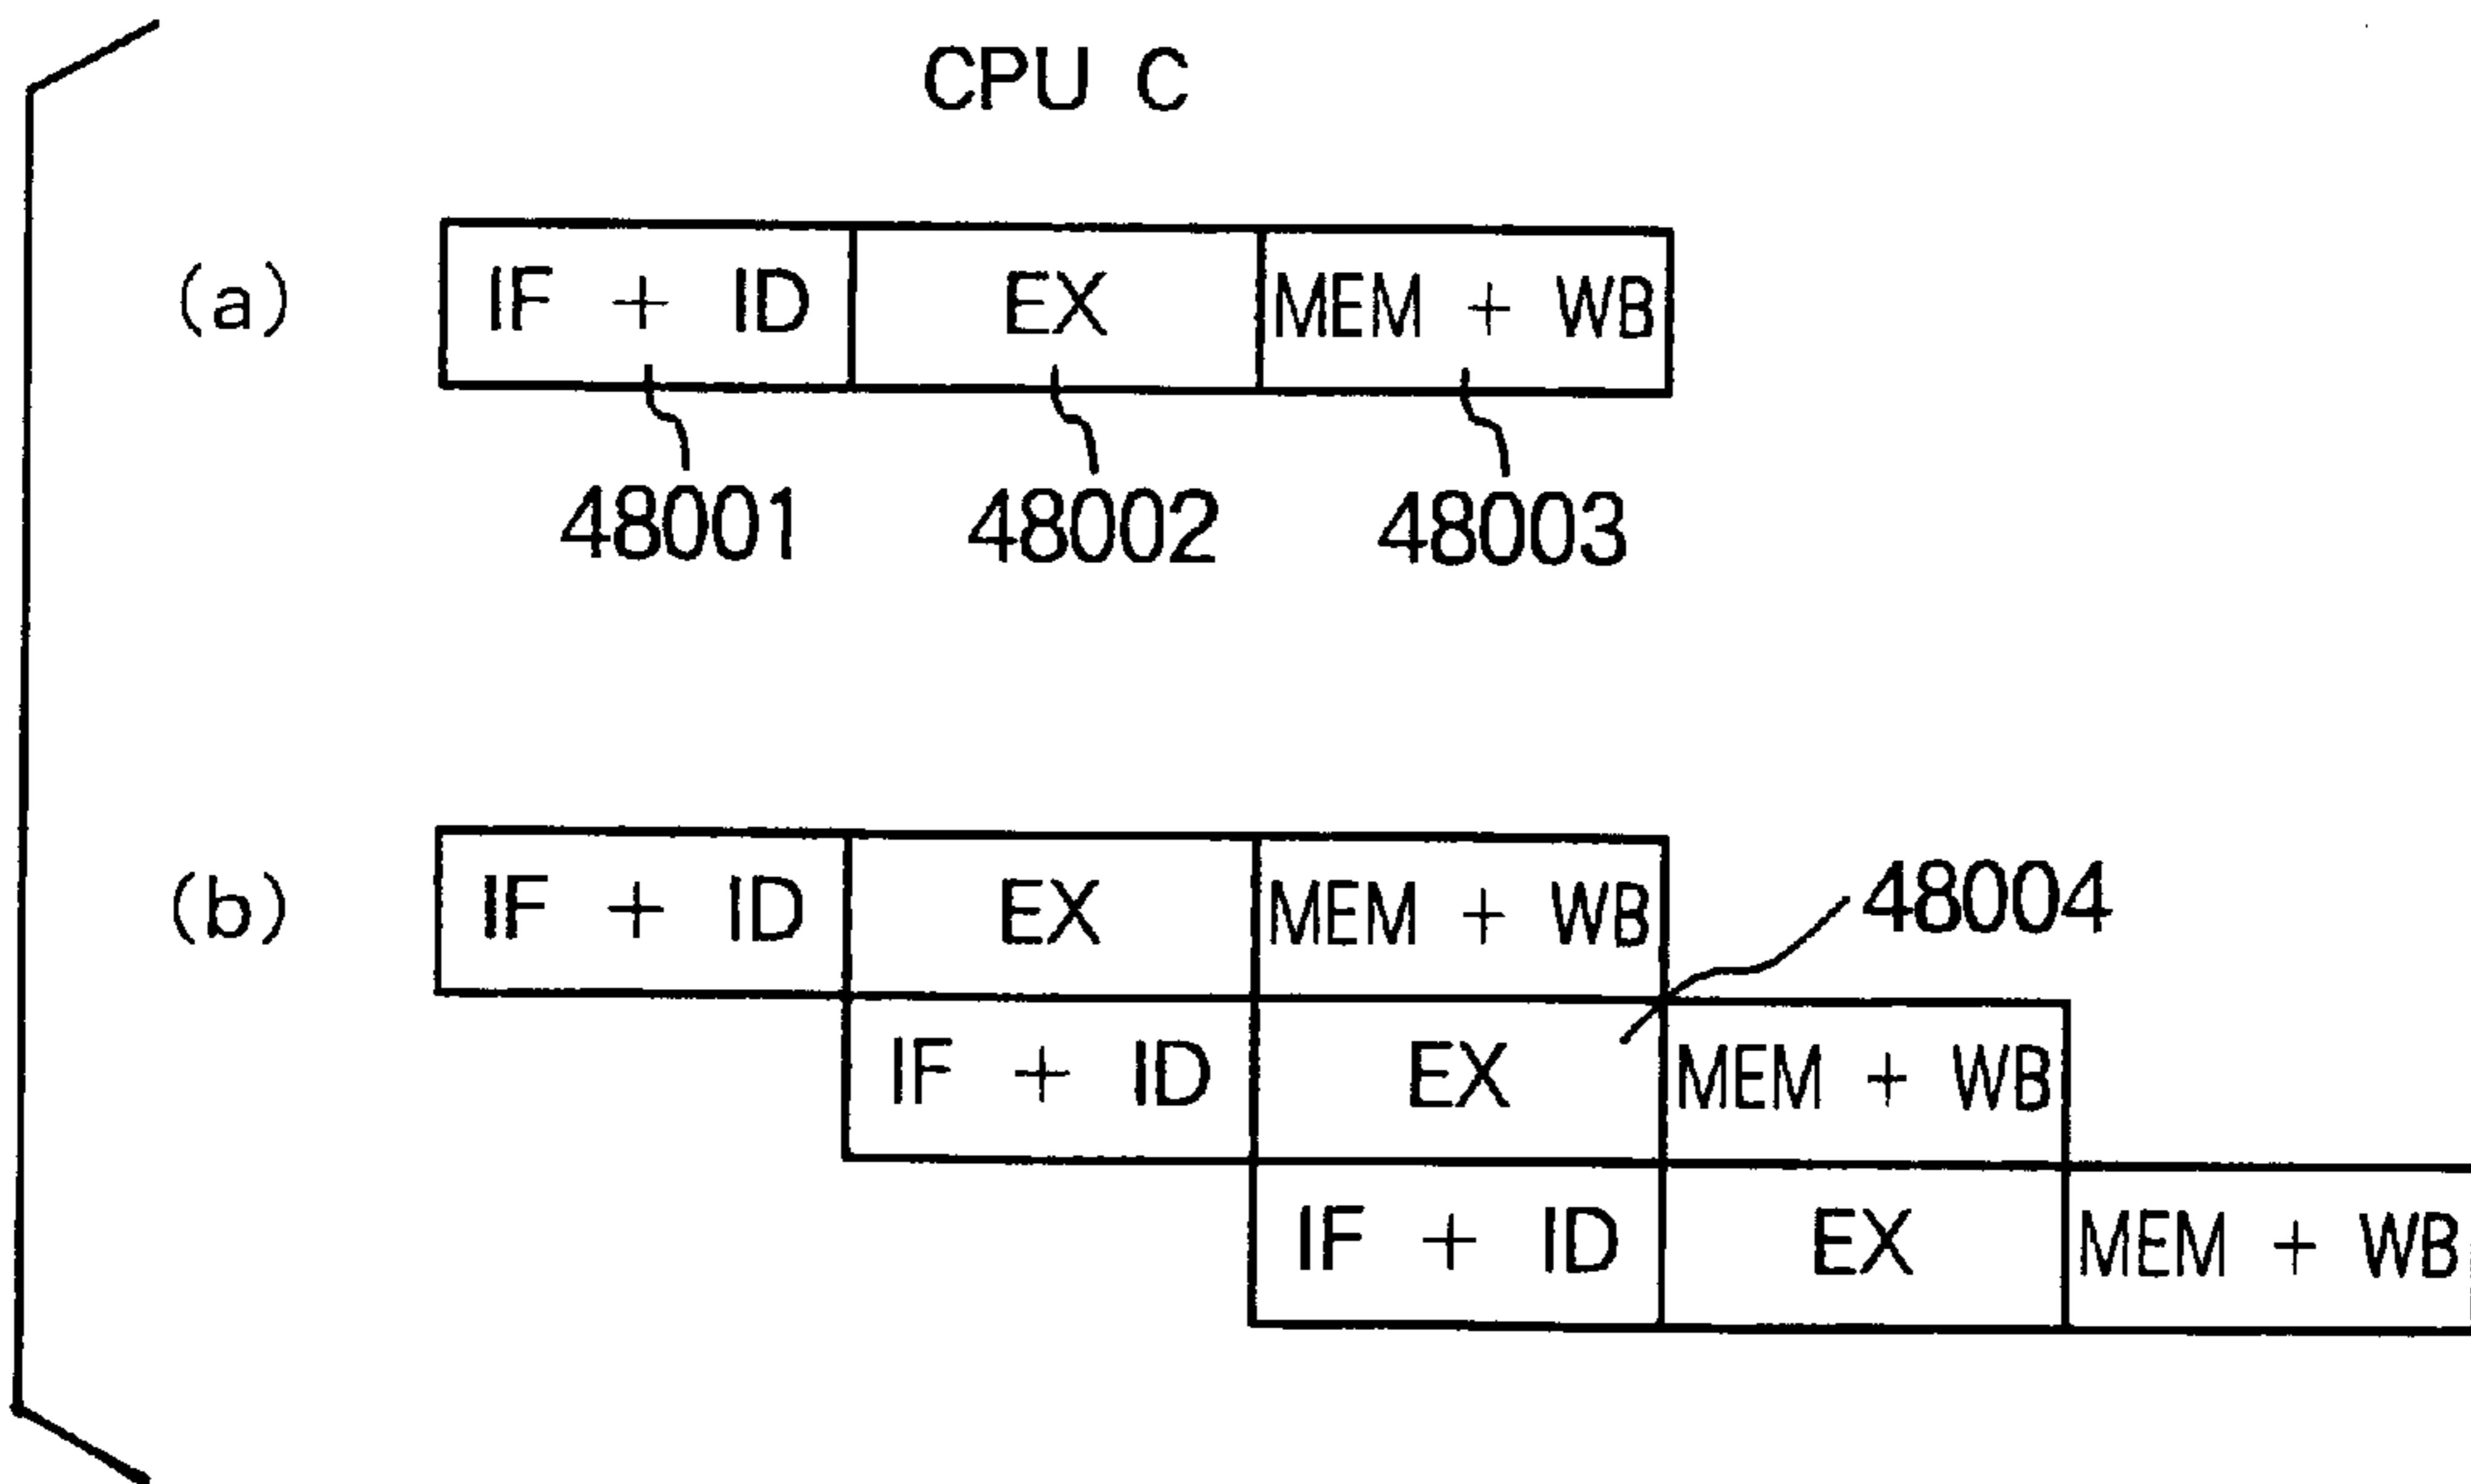 CPU C
(a) IF + ID EX MEM + WB
48001 48002 48003
(b) IF + ID EX MEM + WB 48004
IF + ID EX MEM + WB
IF + ID EX MEM + WB